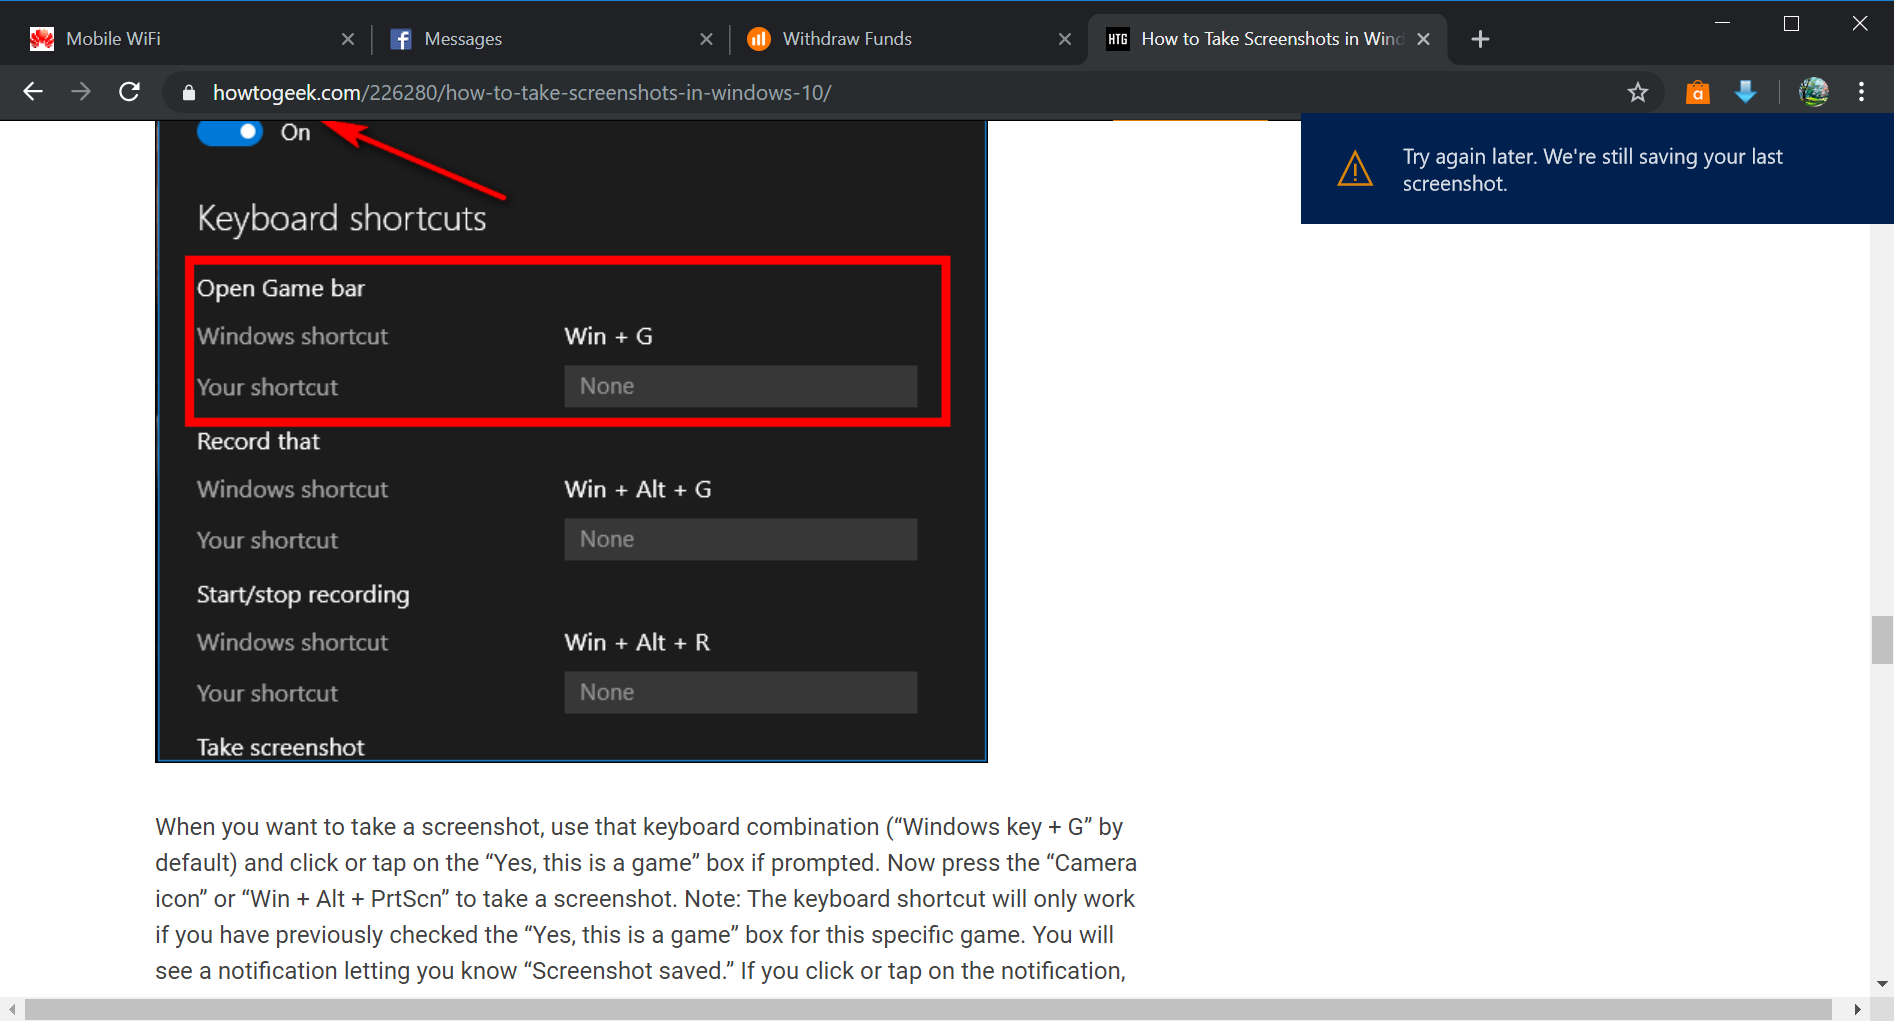 Mobile WiFi
Messages
Withdraw Funds
HTG How to Take Screenshots in Wind
howtogeek.com/226280/how-to-take-screenshots-in-windows-10/
a
Try again later. We're still saving your last
screenshot.
On
Keyboard shortcuts
Open Game bar
Windows shortcut Win + G
Your shortcut None
Record that
Windows shortcut Win + Alt + G
Your shortcut None
Start/stop recording
Windows shortcut Win + Alt + R
Your shortcut None
Take screenshot
When you want to take a screenshot, use that keyboard combination (“Windows key + G” by
default) and click or tap on the “Yes, this is a game” box if prompted. Now press the “Camera
icon” or “Win + Alt + PrtScn” to take a screenshot. Note: The keyboard shortcut will only work
if you have previously checked the “Yes, this is a game” box for this specific game. You will
see a notification letting you know “Screenshot saved.” If you click or tap on the notification,